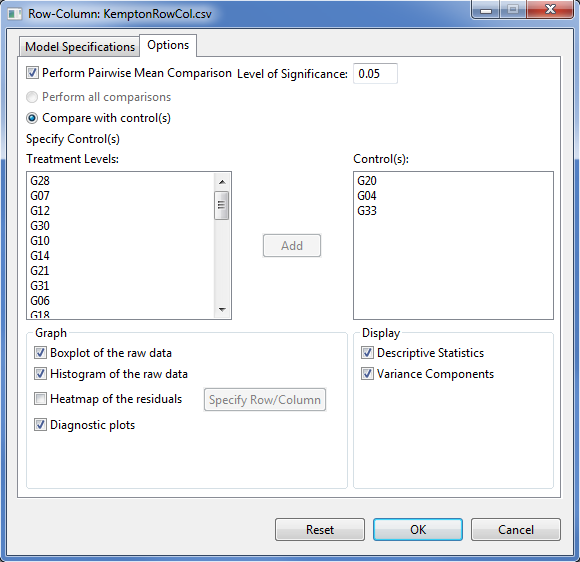 Row-Column: KemptonRowCol.csv
Model Specifications Options
Perform Pairwise Mean Comparison Level of Significance: 0.05
Perform all comparisons
Compare with control(s)
Specify Control(s)
Treatment Levels: Control(s):
G28 G20
G07 G04
G12 G33
G30
G10
G14
Add
G21
G31
G06
G18
Graph Display
Boxplot of the raw data Descriptive Statistics
Histogram of the raw data Variance Components
Heatmap of the residuals Specify Row/Column
Diagnostic plots
Reset OK Cancel